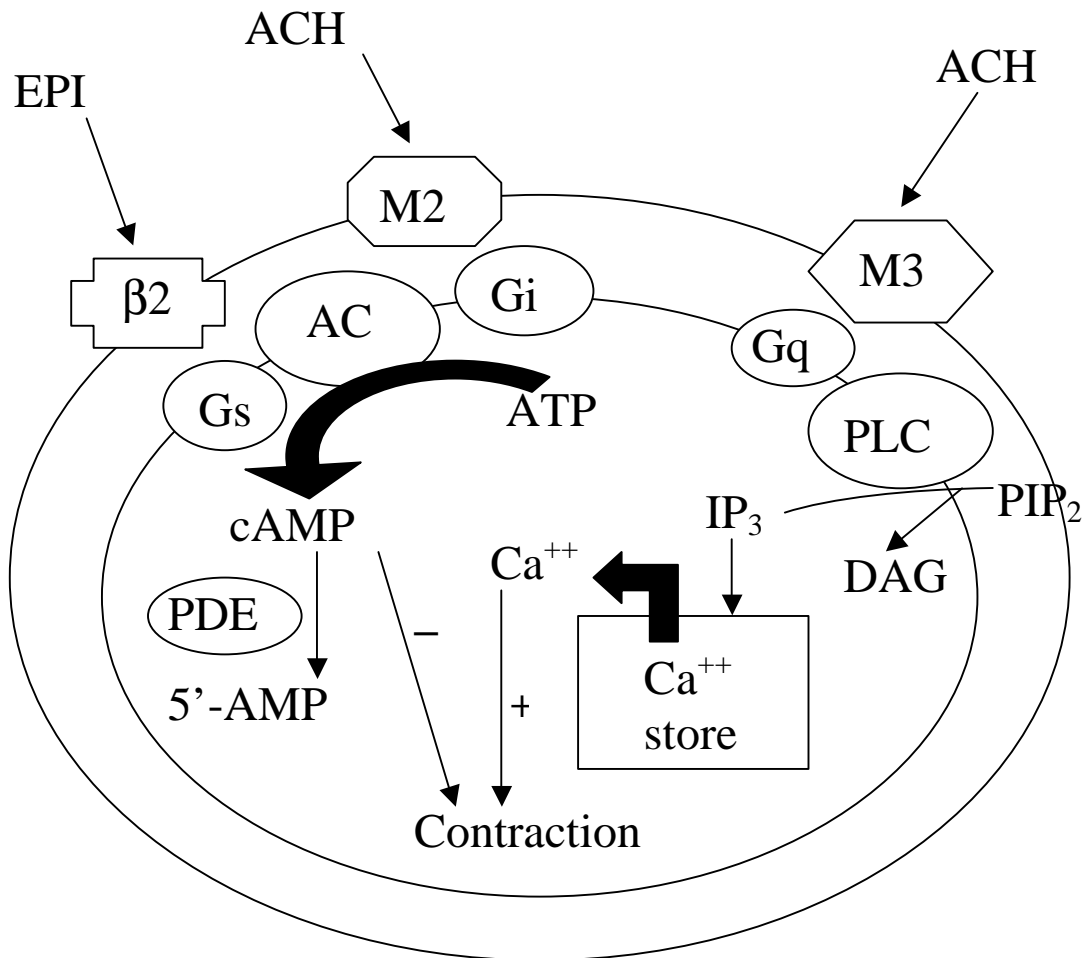 ACH
EPI
ACH
M2
β2
M3
Gi
AC
Gq
Gs
ATP
PLC
cAMP
IP₃
PIP₂
Ca⁺⁺
DAG
PDE
–
5’-AMP
+
Ca⁺⁺
store
Contraction